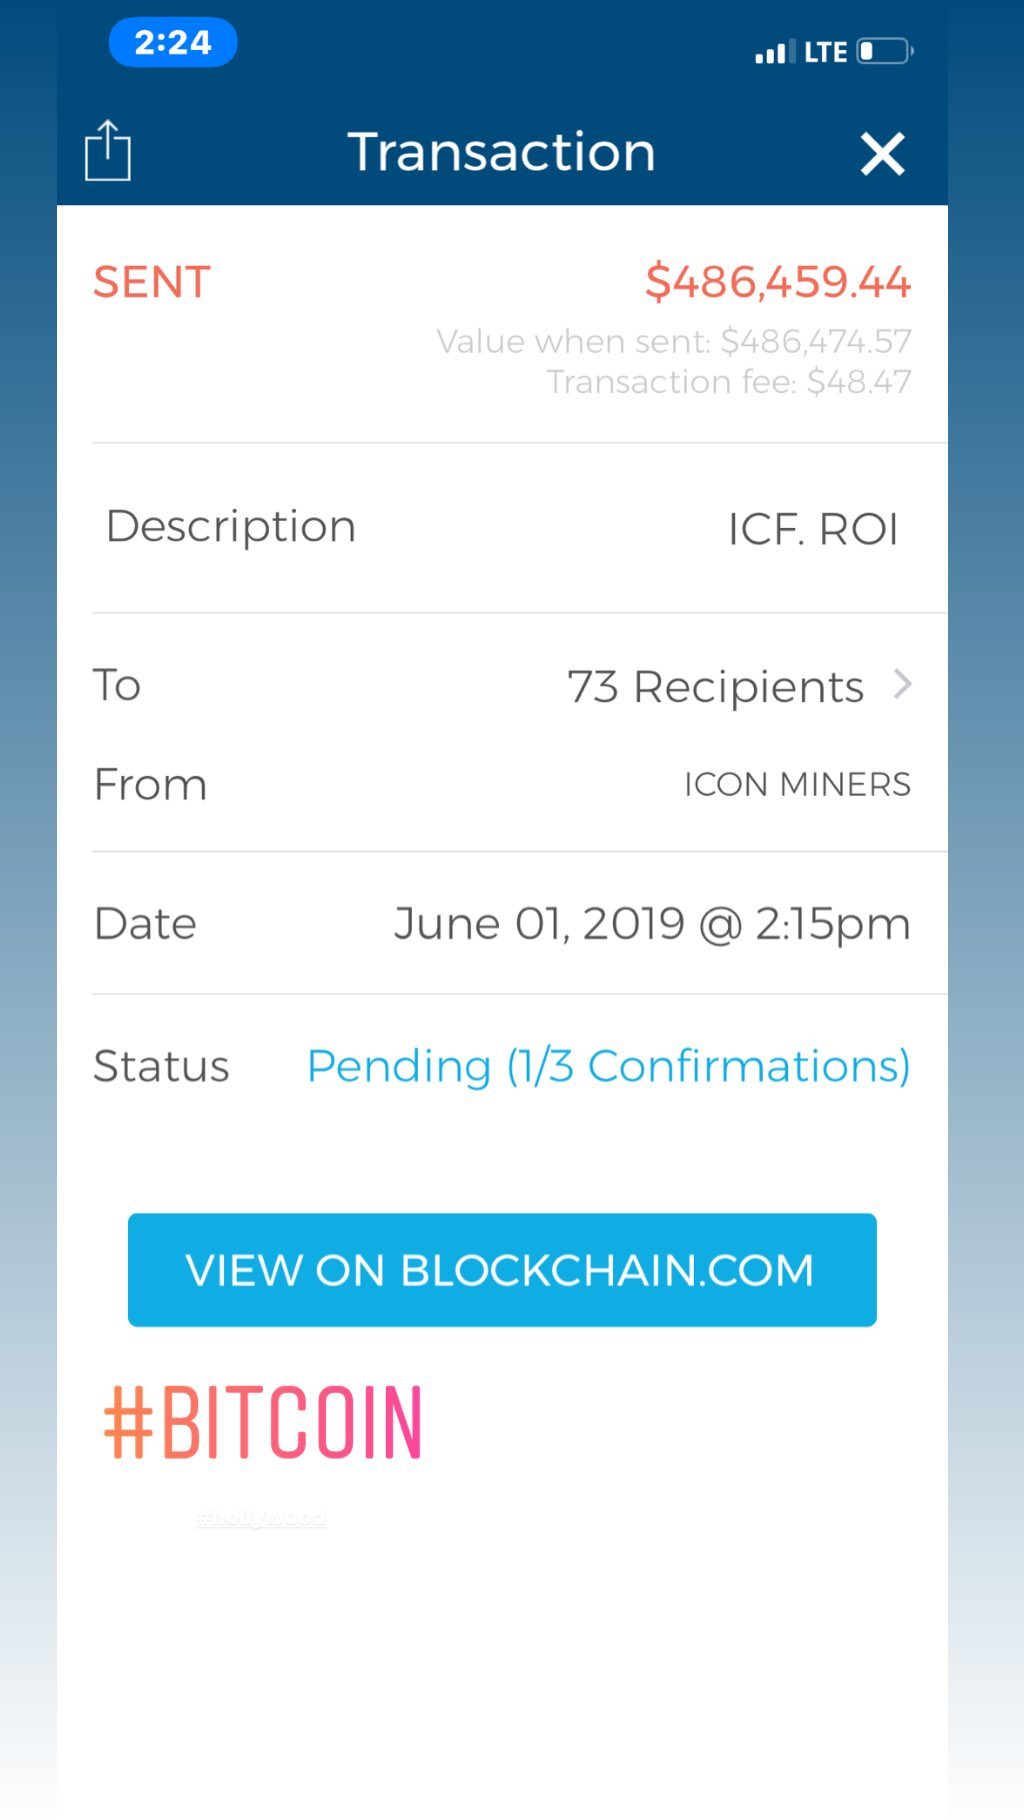 2:24
LTE
Transaction
SENT $486,459.44
Value when sent: $486,474.57
Transaction fee: $48.47
Description ICF. ROI
To 73 Recipients
From ICON MINERS
Date June 01, 2019 @ 2:15pm
Status Pending (1/3 Confirmations)
VIEW ON BLOCKCHAIN.COM
#BITCOIN
#hollywood